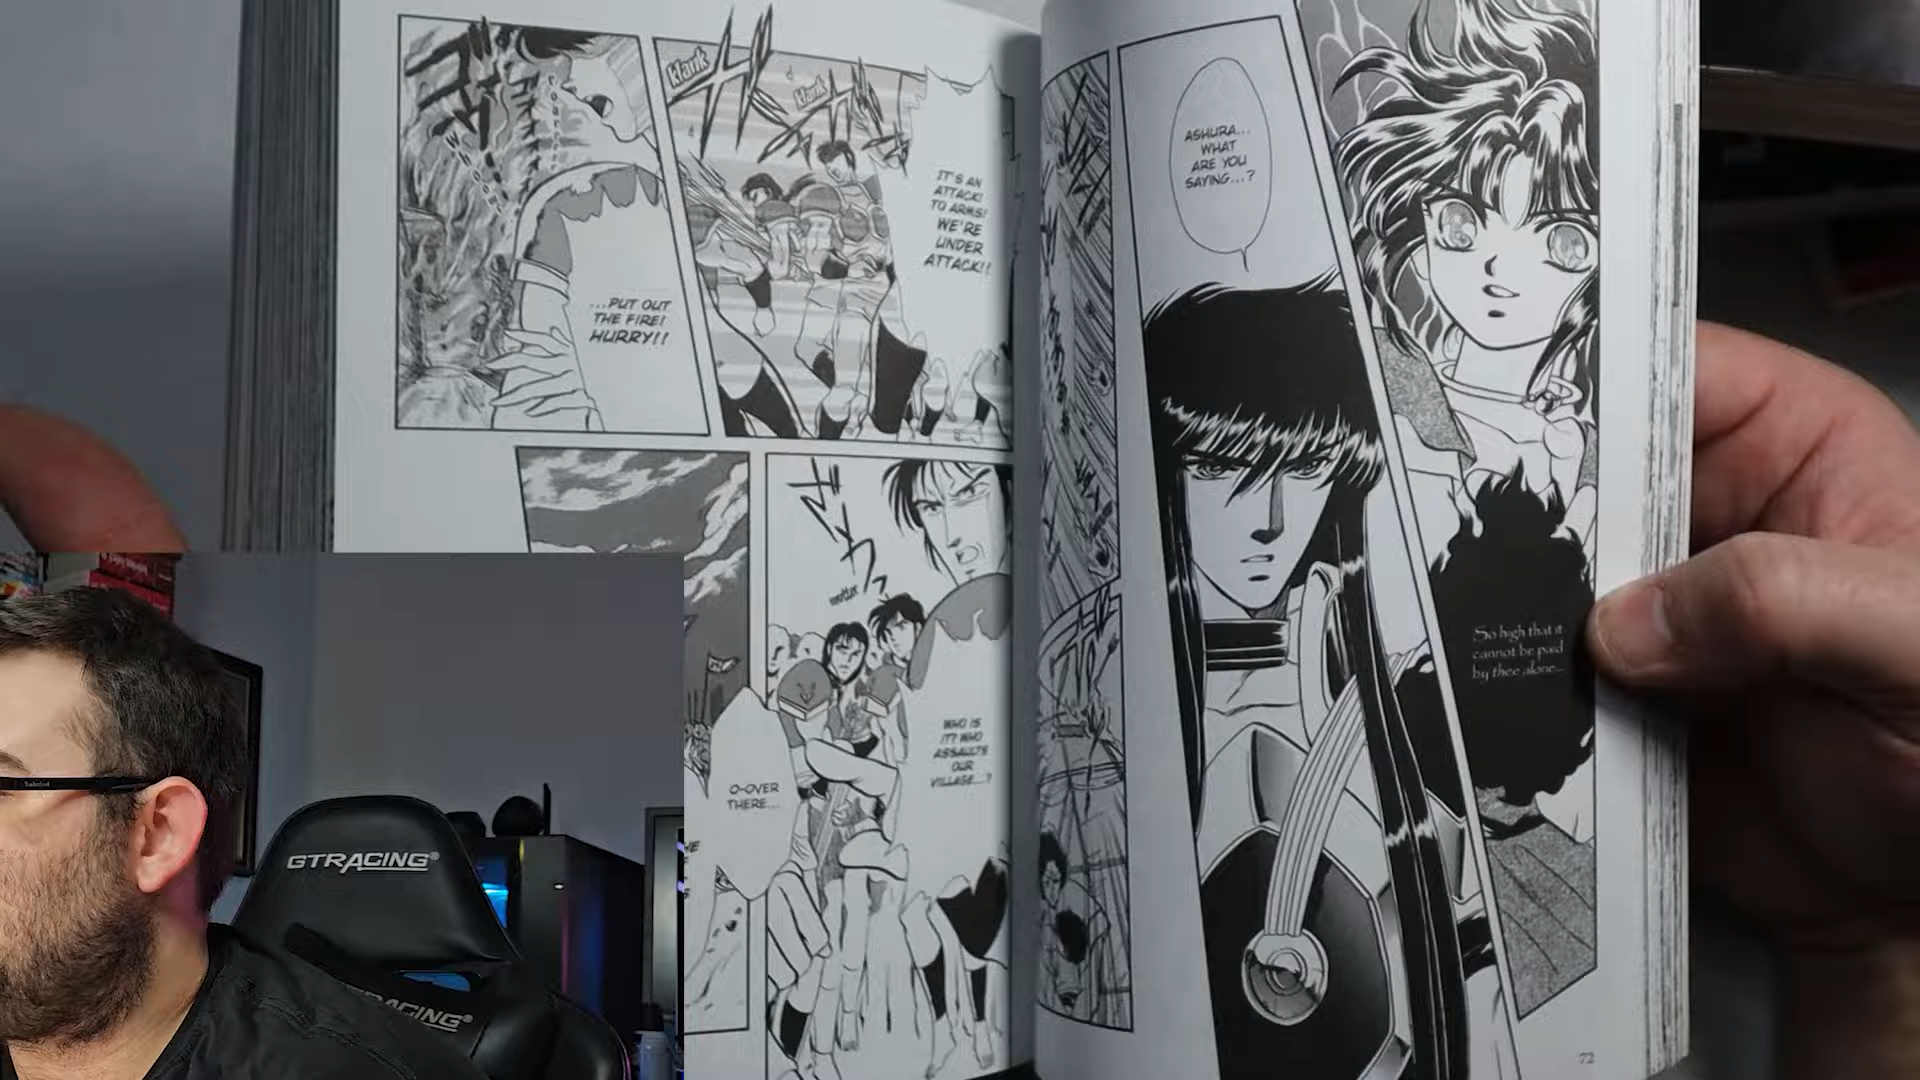 ASHURA...
WHAT
ARE YOU
SAYING...?
So high that it
cannot be paid
by thee alone...
72
klank
klank
IT'S AN
ATTACK!
TO ARMS!
WE'RE
UNDER
ATTACK!!
...PUT OUT
THE FIRE!
HURRY!!
WHO IS
IT? WHO
ASSAULTS
OUR
VILLAGE...?
O-OVER
THERE...
GTRACING